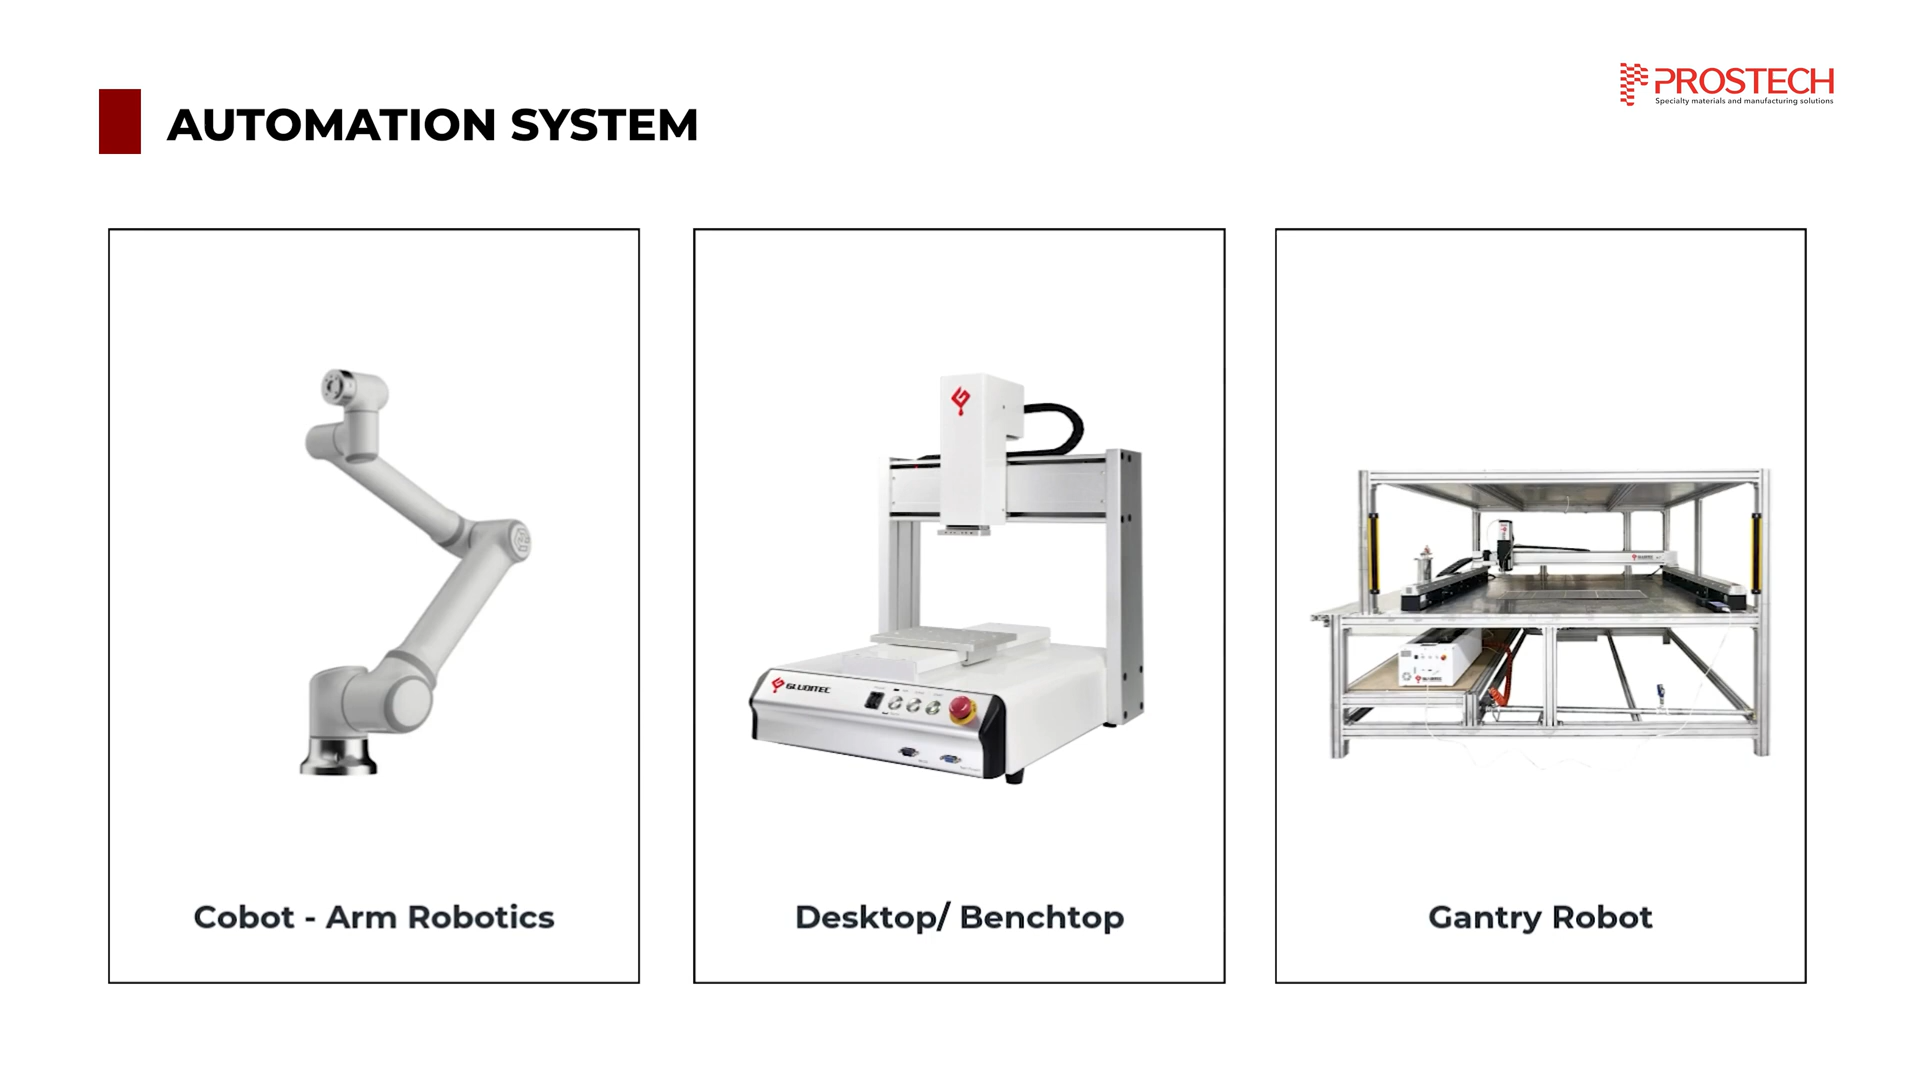 AUTOMATION SYSTEM
PROSTECH
Specialty materials and manufacturing solutions
GLUDITEC
Cobot - Arm Robotics
Desktop/ Benchtop
Gantry Robot